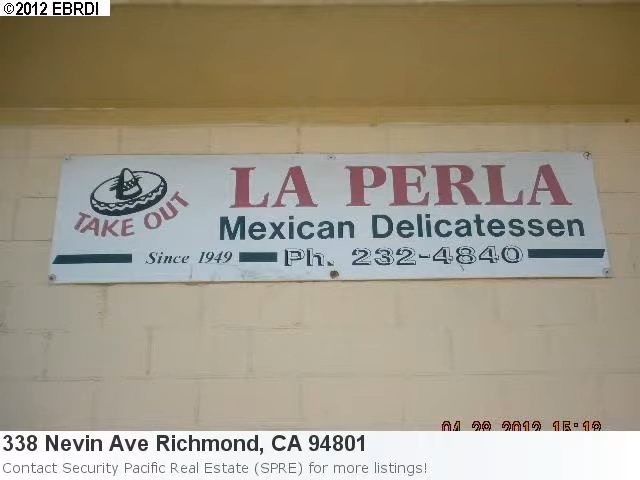 ©2012 EBRDI
TAKE OUT
LA PERLA
Mexican Delicatessen
Since 1949 Ph. 232-4840
04 28 2012 15:18
338 Nevin Ave Richmond, CA 94801
Contact Security Pacific Real Estate (SPRE) for more listings!